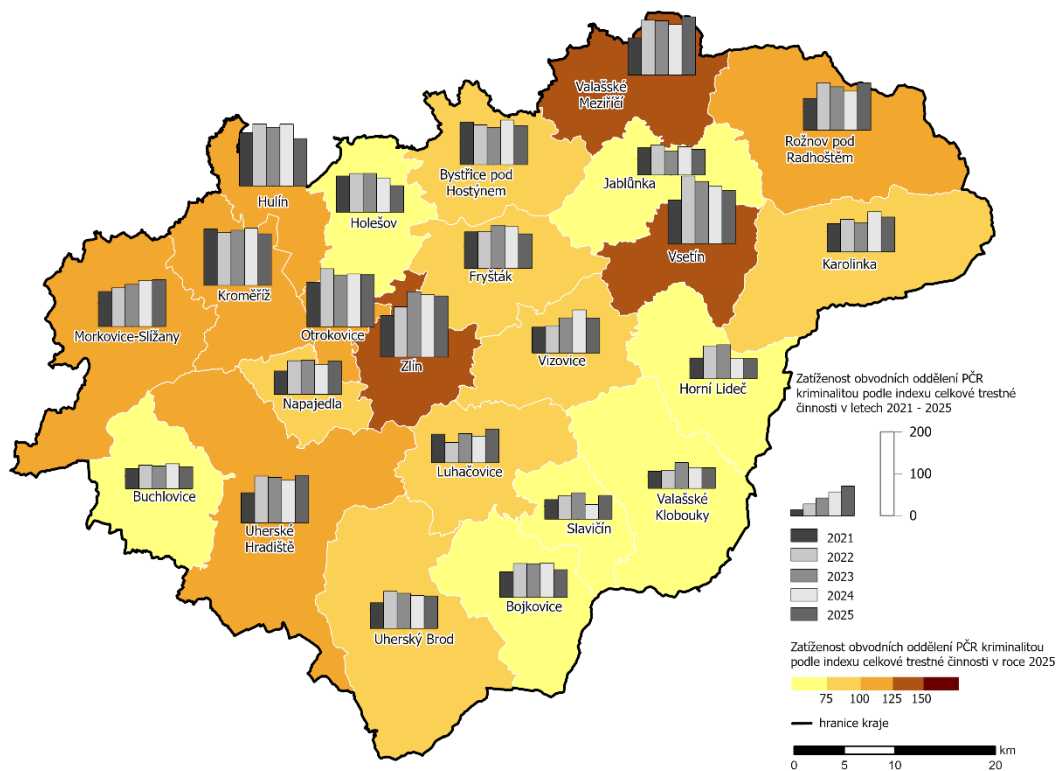 Valašské
Meziříčí
Rožnov pod
Radhoštěm
Bystřice pod
Hostýnem
Jablůnka
Hulín
Holešov
Vsetín
Karolinka
Fryšták
Kroměříž
Otrokovice
Morkovice-Slížany
Zlín
Vizovice
Horní Lideč
Napajedla
Luhačovice
Buchlovice
Valašské
Klobouky
Slavičín
Uherské
Hradiště
Bojkovice
Uherský Brod
Zatíženost obvodních oddělení PČR
kriminalitou podle indexu celkové trestné
činnosti v letech 2021 - 2025
200
100
0
2021
2022
2023
2024
2025
Zatíženost obvodních oddělení PČR kriminalitou
podle indexu celkové trestné činnosti v roce 2025
75 100 125 150
hranice kraje
km
0 5 10 20